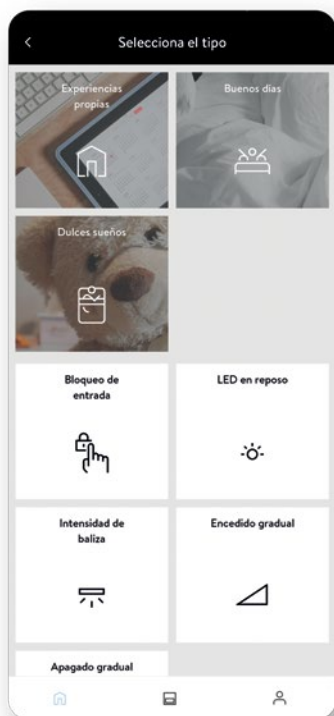 Selecciona el tipo
Experiencias
propias
Buenos días
Dulces sueños
Bloqueo de
entrada
LED en reposo
Intensidad de
baliza
Encedido gradual
Apagado gradual